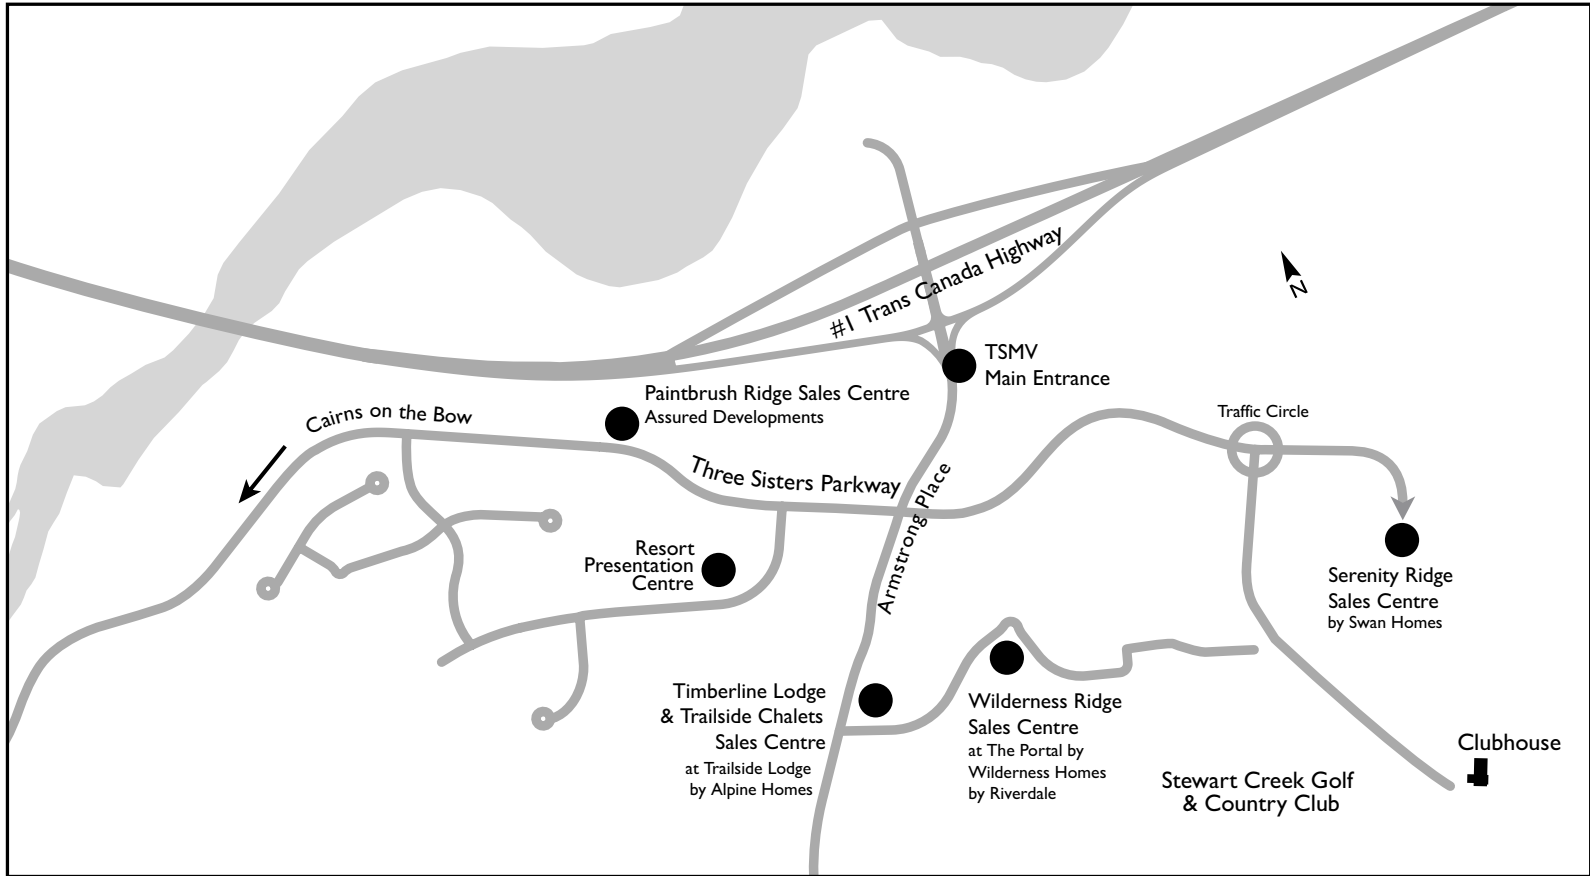 #1 Trans Canada Highway
N
TSMV
Main Entrance
Paintbrush Ridge Sales Centre
Assured Developments
Cairns on the Bow
Traffic Circle
Three Sisters Parkway
Armstrong Place
Resort
Presentation
Centre
Serenity Ridge
Sales Centre
by Swan Homes
Timberline Lodge
& Trailside Chalets
Sales Centre
at Trailside Lodge
by Alpine Homes
Wilderness Ridge
Sales Centre
at The Portal by
Wilderness Homes
by Riverdale
Clubhouse
Stewart Creek Golf
& Country Club